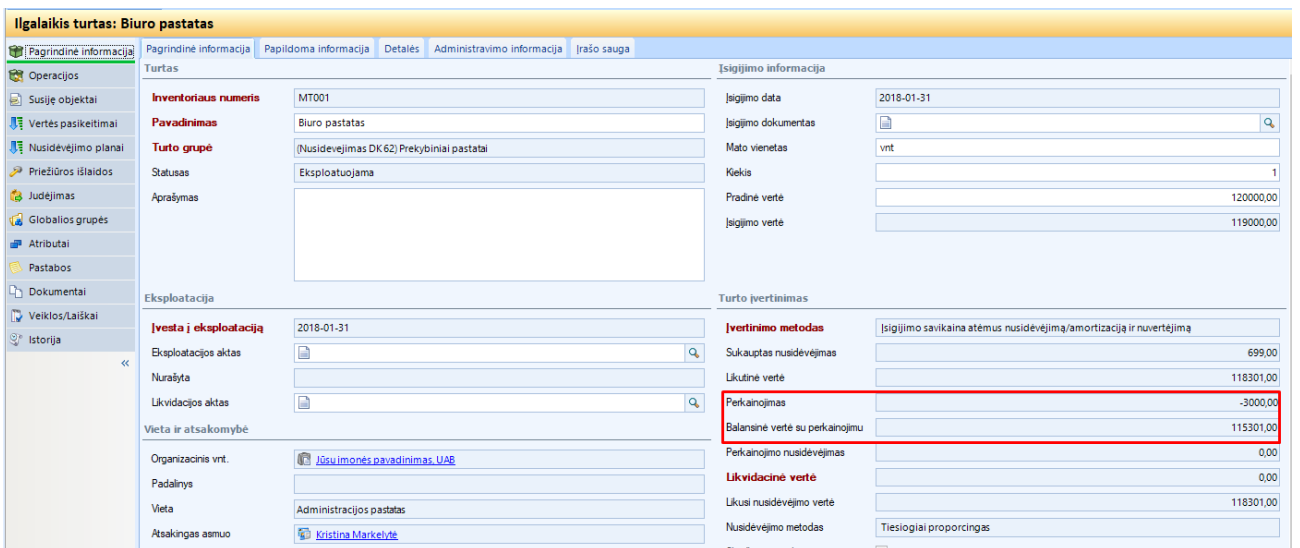 Ilgalaikis turtas: Biuro pastatas
Pagrindinė informacija
Operacijos
Susiję objektai
Vertės pasikeitimai
Nusidėvėjimo planai
Priežiūros išlaidos
Judėjimas
Globalios grupės
Atributai
Pastabos
Dokumentai
Veiklos/Laiškai
Istorija
«
Pagrindinė informacija Papildoma informacija Detalės Administravimo informacija Įrašo sauga
Turtas
Inventoriaus numeris MT001
Pavadinimas Biuro pastatas
Turto grupė (Nusidevejimas DK 62) Prekybiniai pastatai
Statusas Eksploatuojama
Aprašymas
Eksploatacija
Įvesta į eksploataciją 2018-01-31
Eksploatacijos aktas
Nurašyta
Likvidacijos aktas
Vieta ir atsakomybė
Organizacinis vnt. Jūsu imonės pavadinimas, UAB
Padalinys
Vieta Administracijos pastatas
Atsakingas asmuo Kristina Markelytė
Įsigijimo informacija
Įsigijimo data 2018-01-31
Įsigijimo dokumentas
Mato vienetas vnt
Kiekis 1
Pradinė vertė 120000,00
Įsigijimo vertė 119000,00
Turto įvertinimas
Įvertinimo metodas Įsigijimo savikaina atėmus nusidėvėjimą/amortizaciją ir nuvertėjimą
Sukauptas nusidėvėjimas 699,00
Likutinė vertė 118301,00
Perkainojimas -3000,00
Balansinė vertė su perkainojimu 115301,00
Perkainojimo nusidėvėjimas 0,00
Likvidacinė vertė 0,00
Likusi nusidėvėjimo vertė 118301,00
Nusidėvėjimo metodas Tiesiogiai proporcingas